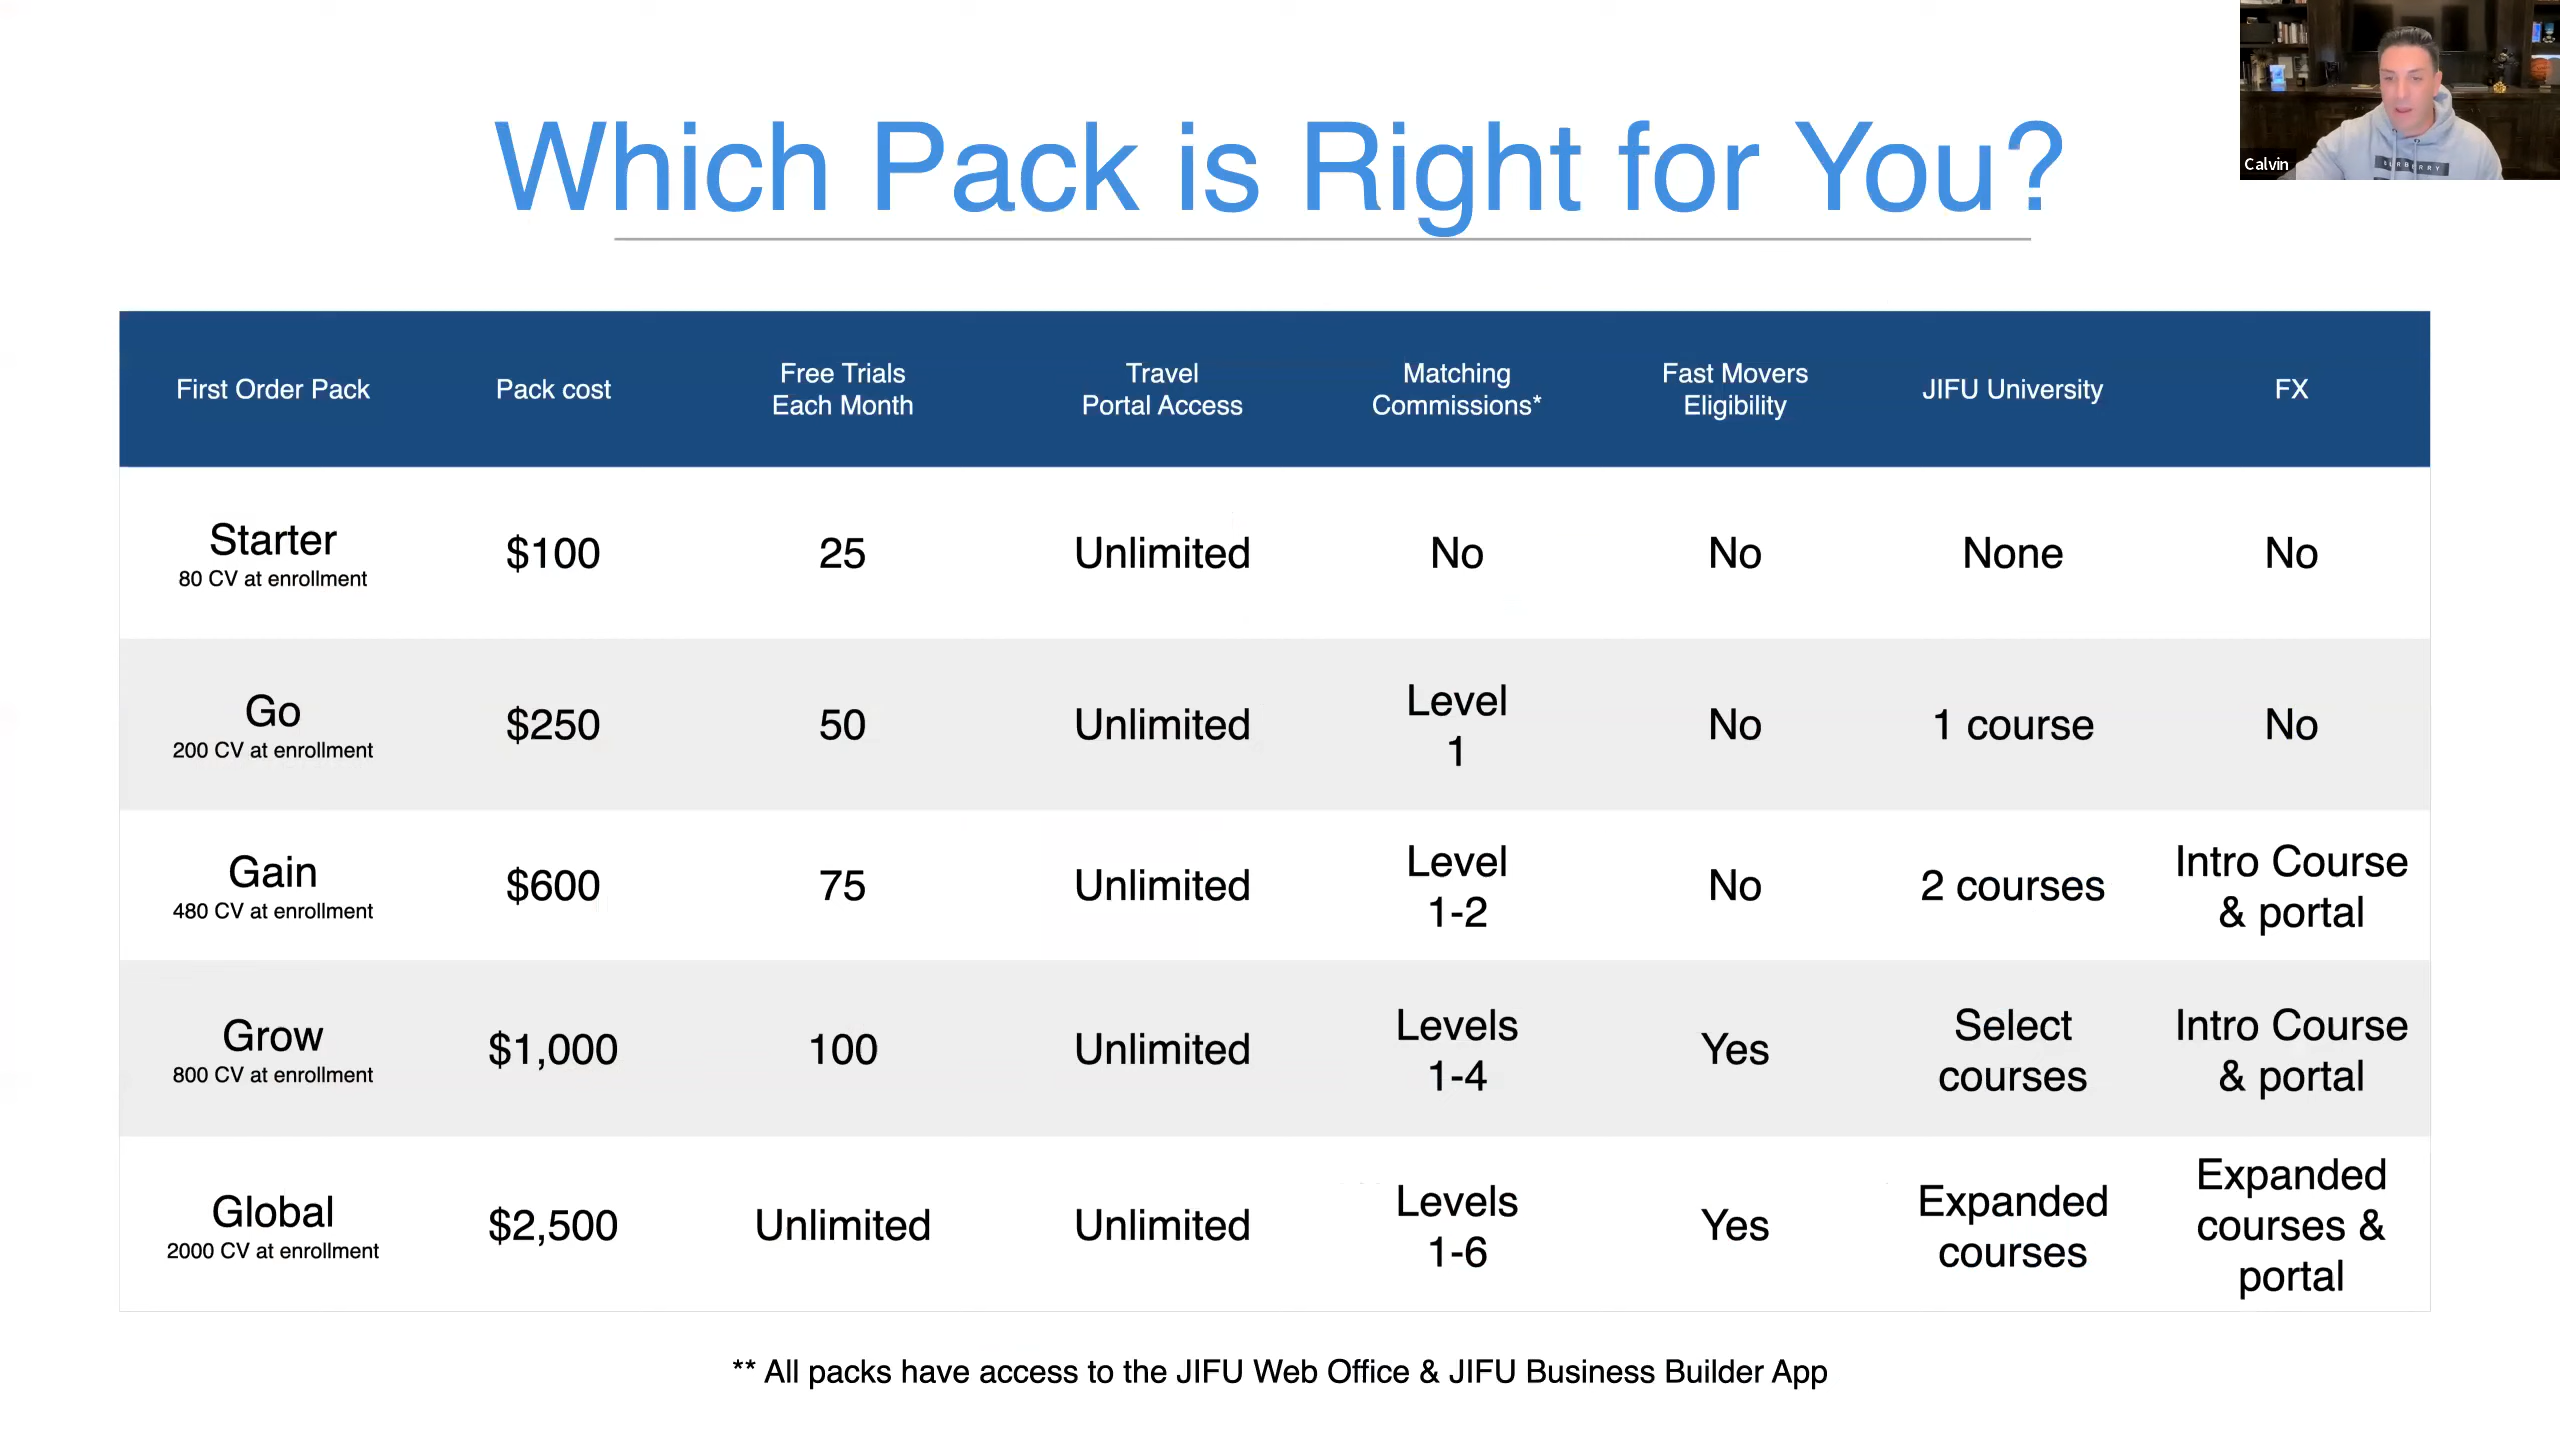 Which Pack is Right for You?
Calvin
BURBERRY
First Order Pack
Pack cost
Free Trials
Each Month
Travel
Portal Access
Matching
Commissions*
Fast Movers
Eligibility
JIFU University
FX
Starter
80 CV at enrollment
$100
25
Unlimited
No
No
None
No
Go
200 CV at enrollment
$250
50
Unlimited
Level
1
No
1 course
No
Gain
480 CV at enrollment
$600
75
Unlimited
Level
1-2
No
2 courses
Intro Course
& portal
Grow
800 CV at enrollment
$1,000
100
Unlimited
Levels
1-4
Yes
Select
courses
Intro Course
& portal
Global
2000 CV at enrollment
$2,500
Unlimited
Unlimited
Levels
1-6
Yes
Expanded
courses
Expanded
courses &
portal
** All packs have access to the JIFU Web Office & JIFU Business Builder App